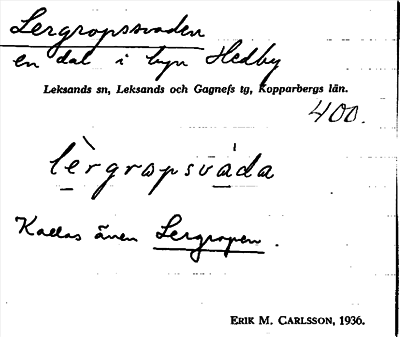 Lergropsvaden
en dal i byn Hedby
Leksands sn, Leksands och Gagnefs tg, Kopparbergs län.
400.
lèrgrɷpsvàda
Kallas även Lergropen.
ERIK M. CARLSSON, 1936.